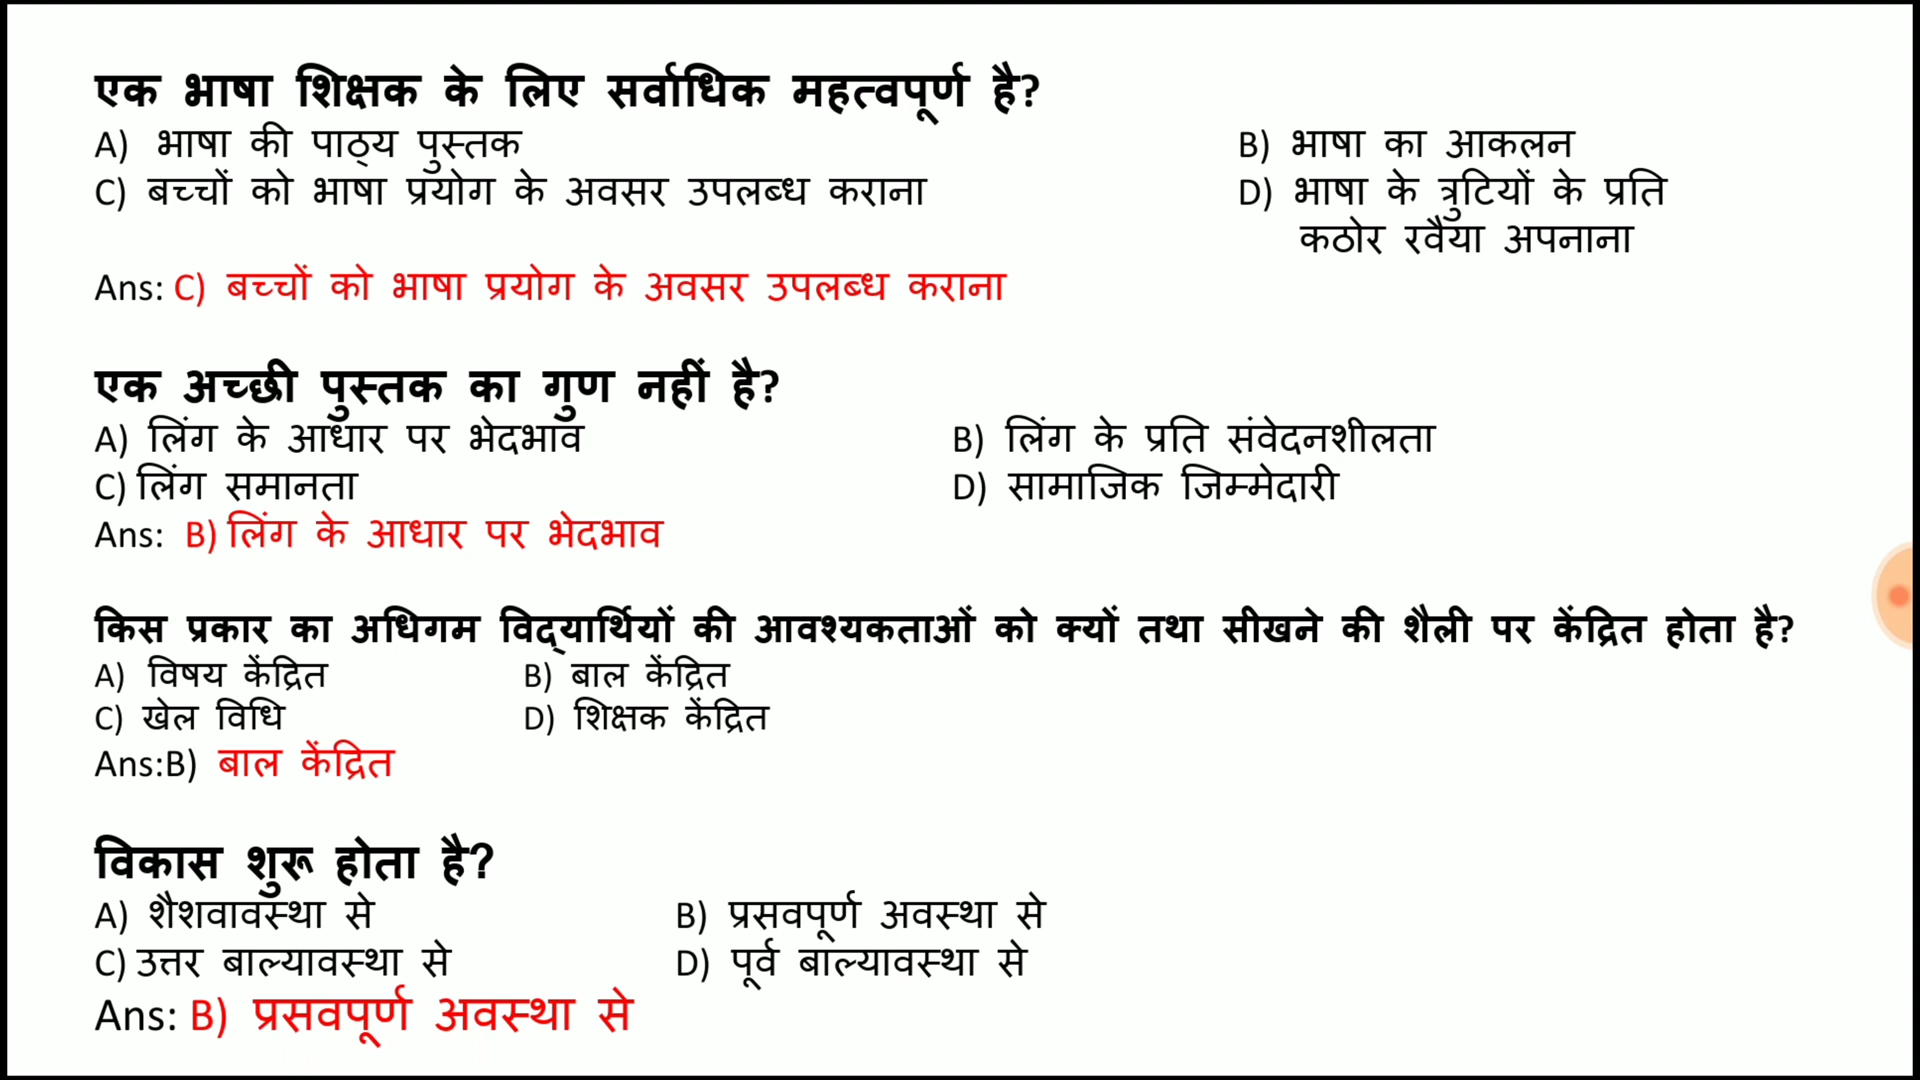 एक भाषा शिक्षक के लिए सर्वाधिक महत्वपूर्ण है?
A) भाषा की पाठ्य पुस्तक B) भाषा का आकलन
C) बच्चों को भाषा प्रयोग के अवसर उपलब्ध कराना D) भाषा के त्रुटियों के प्रति
कठोर रवैया अपनाना
Ans: C) बच्चों को भाषा प्रयोग के अवसर उपलब्ध कराना
एक अच्छी पुस्तक का गुण नहीं है?
A) लिंग के आधार पर भेदभाव B) लिंग के प्रति संवेदनशीलता
C) लिंग समानता D) सामाजिक जिम्मेदारी
Ans: B) लिंग के आधार पर भेदभाव
किस प्रकार का अधिगम विद्यार्थियों की आवश्यकताओं को क्यों तथा सीखने की शैली पर केंद्रित होता है?
A) विषय केंद्रित B) बाल केंद्रित
C) खेल विधि D) शिक्षक केंद्रित
Ans:B) बाल केंद्रित
विकास शुरू होता है?
A) शैशवावस्था से B) प्रसवपूर्ण अवस्था से
C) उत्तर बाल्यावस्था से D) पूर्व बाल्यावस्था से
Ans: B) प्रसवपूर्ण अवस्था से